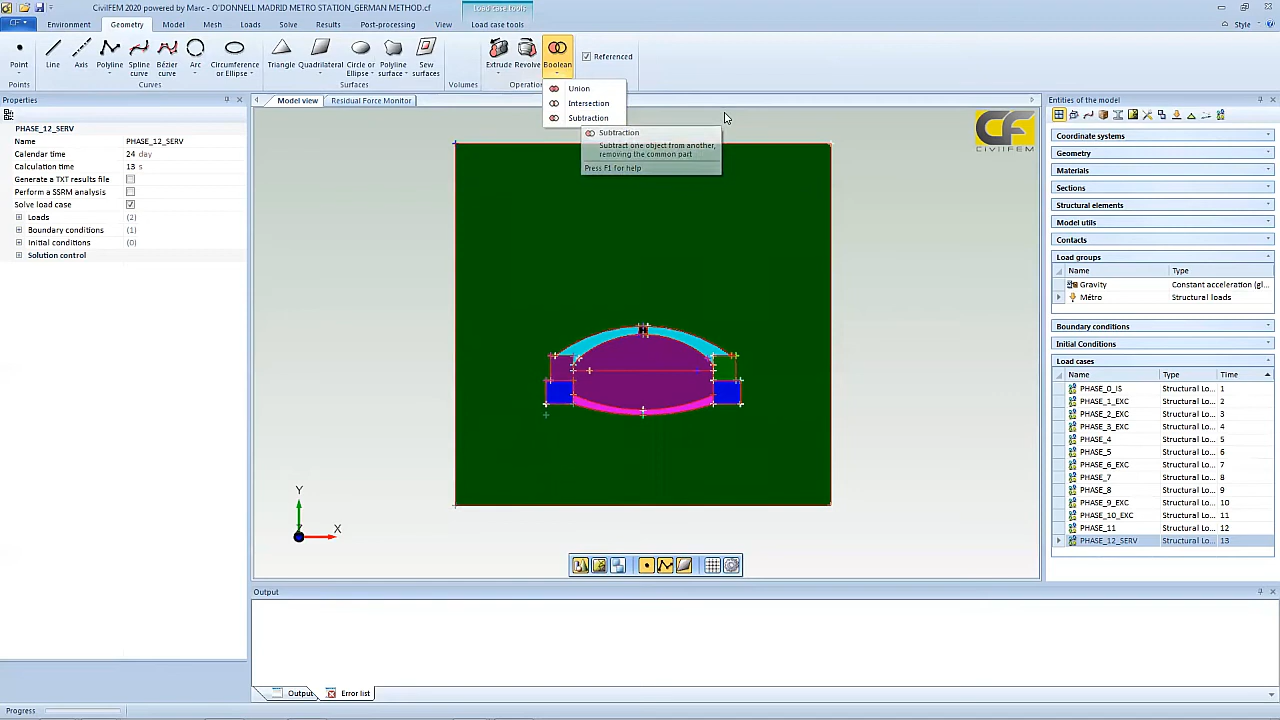 CivilFEM 2020 powered by Marc - O'DONNELL MADRID METRO STATION_GERMAN METHOD.cf
Load case tools
CF
Environment
Geometry
Model
Mesh
Loads
Solve
Results
Post-processing
View
Load case tools
Style
Point
Line
Axis
Polyline
Spline curve
Bézier curve
Arc
Circumference or Ellipse
Triangle
Quadrilateral
Circle or Ellipse
Polyline surface
Sew surfaces
Extrude
Revolve
Boolean
Referenced
Points
Curves
Surfaces
Volumes
Operatio
Union
Intersection
Subtraction
Subtraction
Subtract one object from another,
removing the common part
Press F1 for help
Properties
PHASE_12_SERV
Name PHASE_12_SERV
Calendar time 24 day
Calculation time 13 s
Generate a TXT results file
Perform a SSRM analysis
Solve load case
Loads (2)
Boundary conditions (1)
Initial conditions (0)
Solution control
Model view
Residual Force Monitor
CF
CIVILFEM
Y
X
Entities of the model
Coordinate systems
Geometry
Materials
Sections
Structural elements
Model utils
Contacts
Load groups
Name Type
Gravity Constant acceleration (gl...
Métro Structural loads
Boundary conditions
Initial Conditions
Load cases
Name Type Time
PHASE_0_IS Structural Lo... 1
PHASE_1_EXC Structural Lo... 2
PHASE_2_EXC Structural Lo... 3
PHASE_3_EXC Structural Lo... 4
PHASE_4 Structural Lo... 5
PHASE_5 Structural Lo... 6
PHASE_6_EXC Structural Lo... 7
PHASE_7 Structural Lo... 8
PHASE_8 Structural Lo... 9
PHASE_9_EXC Structural Lo... 10
PHASE_10_EXC Structural Lo... 11
PHASE_11 Structural Lo... 12
PHASE_12_SERV Structural Lo... 13
Output
Output
Error list
Progress